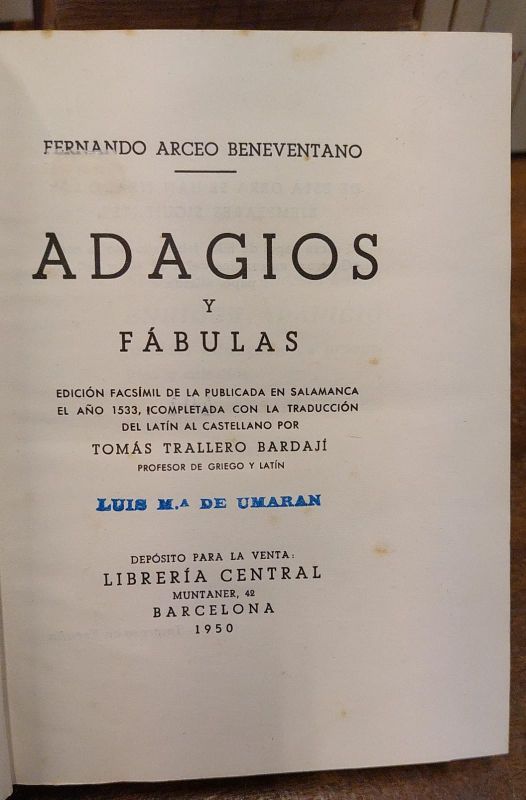 FERNANDO ARCEO BENEVENTANO
ADAGIOS
Y
FÁBULAS
EDICIÓN FACSÍMIL DE LA PUBLICADA EN SALAMANCA
EL AÑO 1533, COMPLETADA CON LA TRADUCCIÓN
DEL LATÍN AL CASTELLANO POR
TOMÁS TRALLERO BARDAJÍ
PROFESOR DE GRIEGO Y LATÍN
LUIS M.ª DE UMARAN
DEPÓSITO PARA LA VENTA:
LIBRERÍA CENTRAL
MUNTANER, 42
BARCELONA
1950